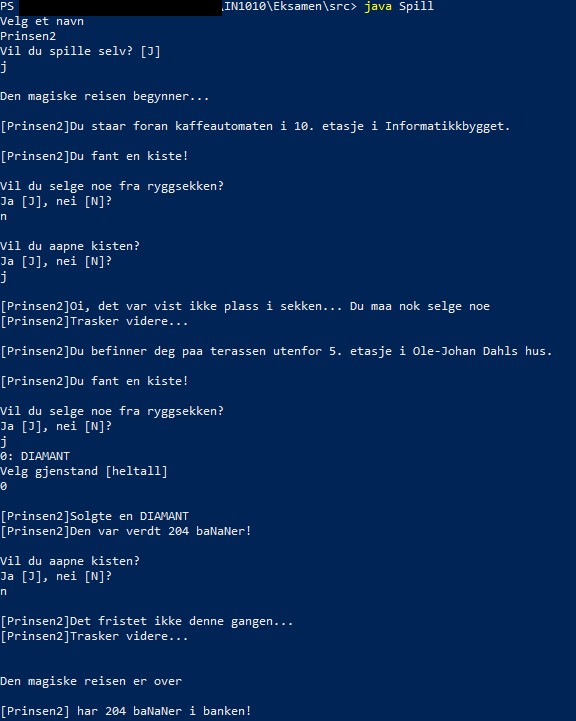 PS \IN1010\Eksamen\src> java Spill
Velg et navn
Prinsen2
Vil du spille selv? [J]
j
Den magiske reisen begynner...
[Prinsen2]Du staar foran kaffeautomaten i 10. etasje i Informatikkbygget.
[Prinsen2]Du fant en kiste!
Vil du selge noe fra ryggsekken?
Ja [J], nei [N]?
n
Vil du aapne kisten?
Ja [J], nei [N]?
j
[Prinsen2]Oi, det var vist ikke plass i sekken... Du maa nok selge noe
[Prinsen2]Trasker videre...
[Prinsen2]Du befinner deg paa terassen utenfor 5. etasje i Ole-Johan Dahls hus.
[Prinsen2]Du fant en kiste!
Vil du selge noe fra ryggsekken?
Ja [J], nei [N]?
j
0: DIAMANT
Velg gjenstand [heltall]
0
[Prinsen2]Solgte en DIAMANT
[Prinsen2]Den var verdt 204 baNaNer!
Vil du aapne kisten?
Ja [J], nei [N]?
n
[Prinsen2]Det fristet ikke denne gangen...
[Prinsen2]Trasker videre...
Den magiske reisen er over
[Prinsen2] har 204 baNaNer i banken!